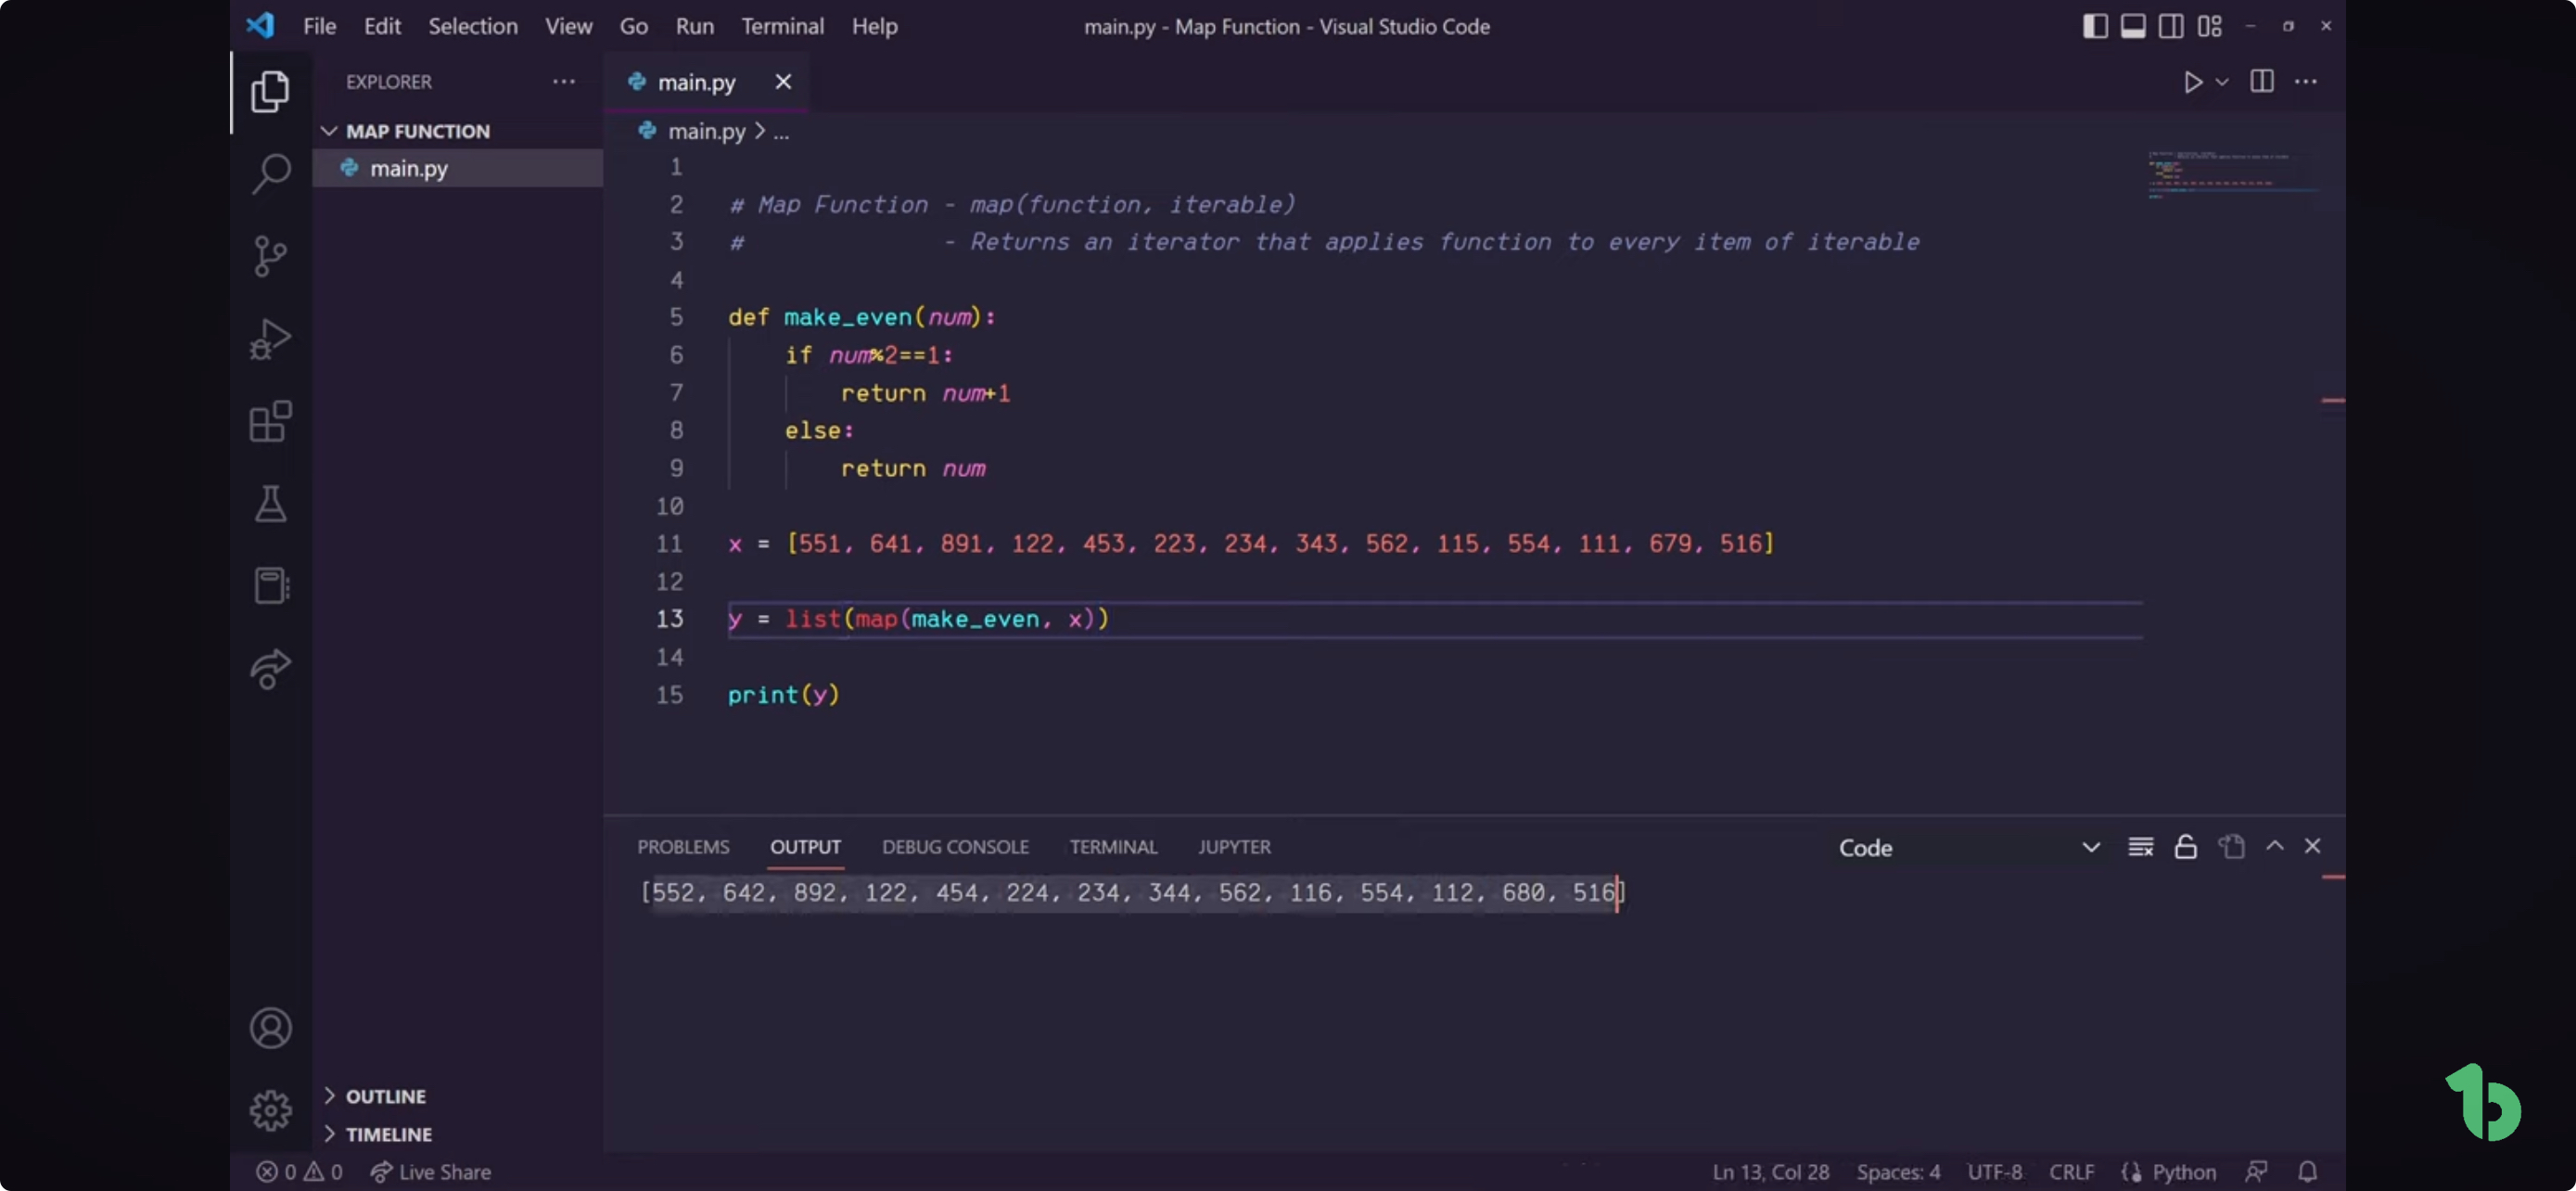 File Edit Selection View Go Run Terminal Help
main.py - Map Function - Visual Studio Code
EXPLORER
main.py
MAP FUNCTION
main.py
main.py > ...
1
2 # Map Function - map(function, iterable)
3 # - Returns an iterator that applies function to every item of iterable
4
5 def make_even(num):
6 if num%2==1:
7 return num+1
8 else:
9 return num
10
11 x = [551, 641, 891, 122, 453, 223, 234, 343, 562, 115, 554, 111, 679, 516]
12
13 y = list(map(make_even, x))
14
15 print(y)
PROBLEMS OUTPUT DEBUG CONSOLE TERMINAL JUPYTER
Code
[552, 642, 892, 122, 454, 224, 234, 344, 562, 116, 554, 112, 680, 516]
OUTLINE
TIMELINE
0 0 Live Share
Ln 13, Col 28 Spaces: 4 UTF-8 CRLF Python
1b